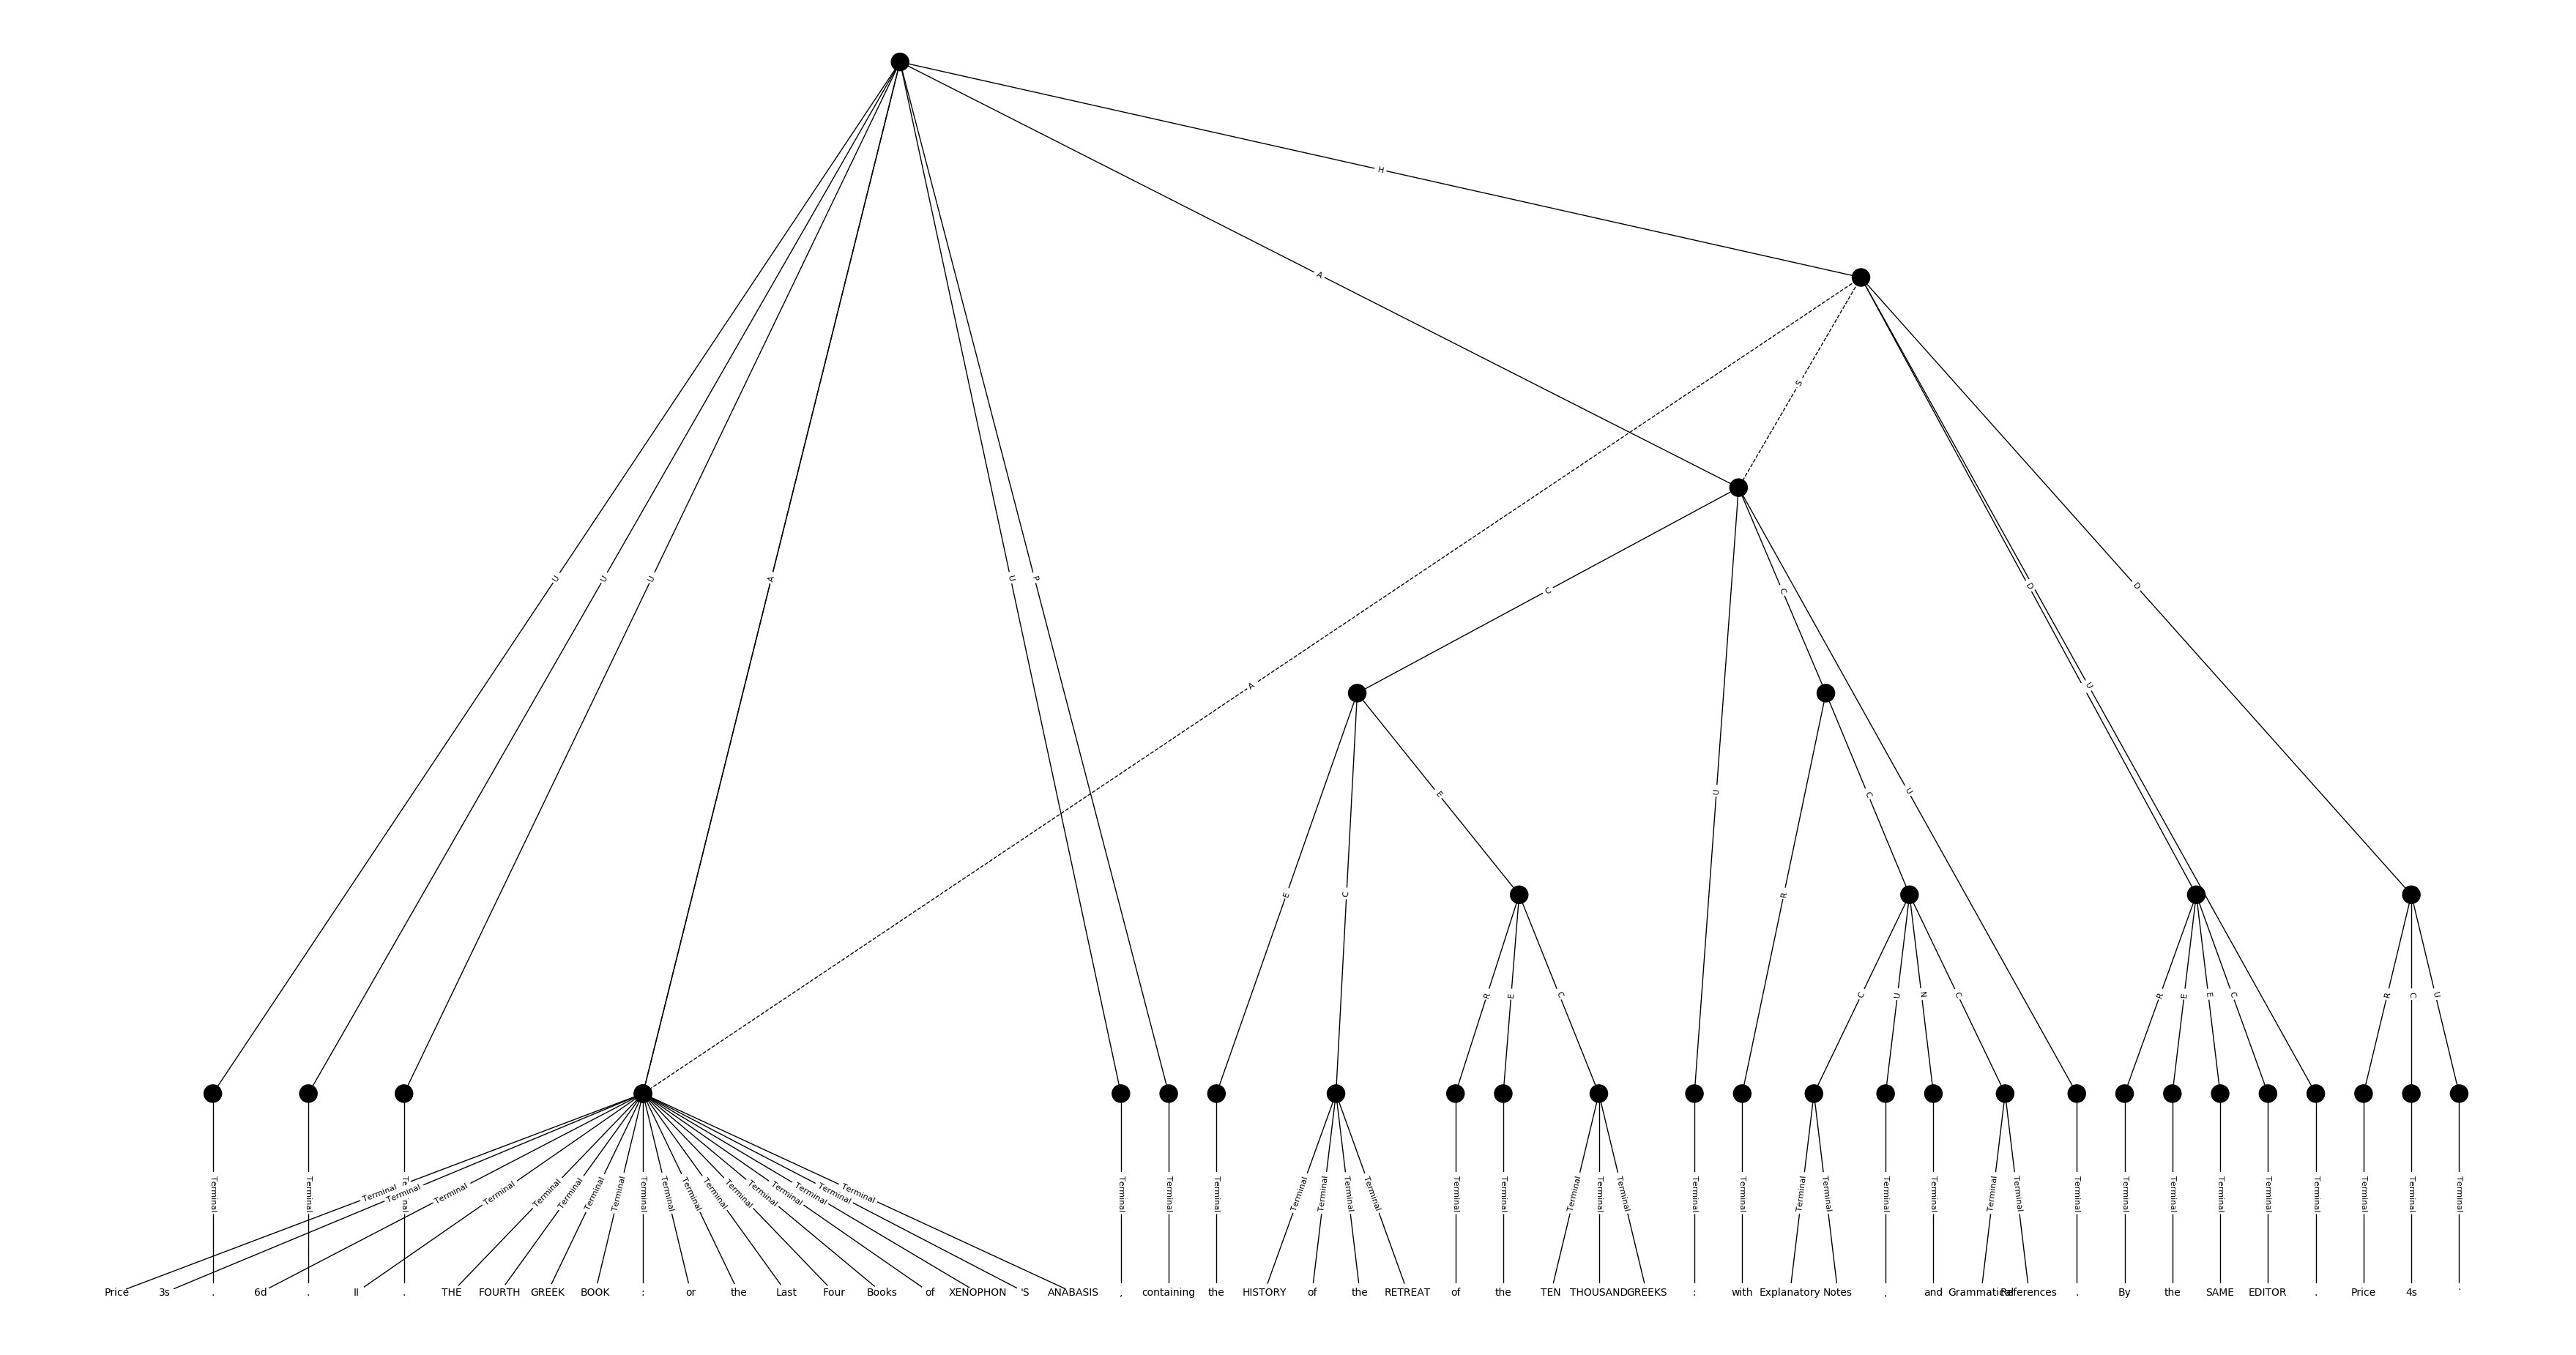 H
A
S
U U U A U P C C D D
A U
U E U
E C R C
R E C C U N C R E E C R C U
Terminal Terminal Terminal Terminal Terminal Terminal Terminal Terminal Terminal Terminal Terminal Terminal Terminal Terminal Terminal Terminal Terminal Terminal Terminal Terminal Terminal Terminal Terminal Terminal Terminal Terminal Terminal Terminal Terminal Terminal Terminal Terminal Terminal Terminal Terminal Terminal Terminal Terminal Terminal Terminal Terminal Terminal Terminal Terminal Terminal Terminal Terminal Terminal Terminal
Price 3s . 6d . II . THE FOURTH GREEK BOOK : or the Last Four Books of XENOPHON 'S ANABASIS , containing the HISTORY of the RETREAT of the TEN THOUSAND GREEKS : with Explanatory Notes , and Grammatical References . By the SAME EDITOR . Price 4s .